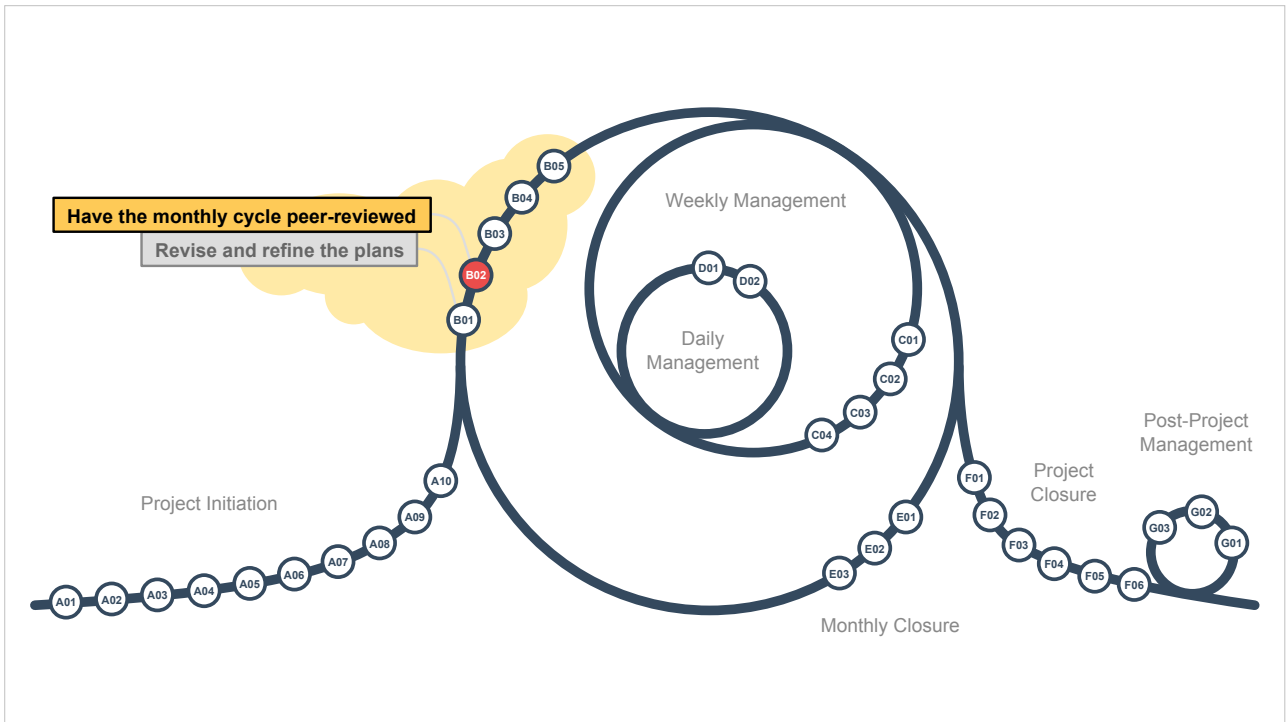 B05
B04
Weekly Management
Have the monthly cycle peer-reviewed
B03
Revise and refine the plans
B02
D01
D02
B01
C01
Daily
Management
C02
C03
C04
Post-Project
Management
A10
F01
Project
Closure
Project Initiation
A09
E01
F02
G03
G02
G01
A08
E02
F03
A07
A06
E03
F04
A05
A04
F05
F06
A03
A02
A01
Monthly Closure